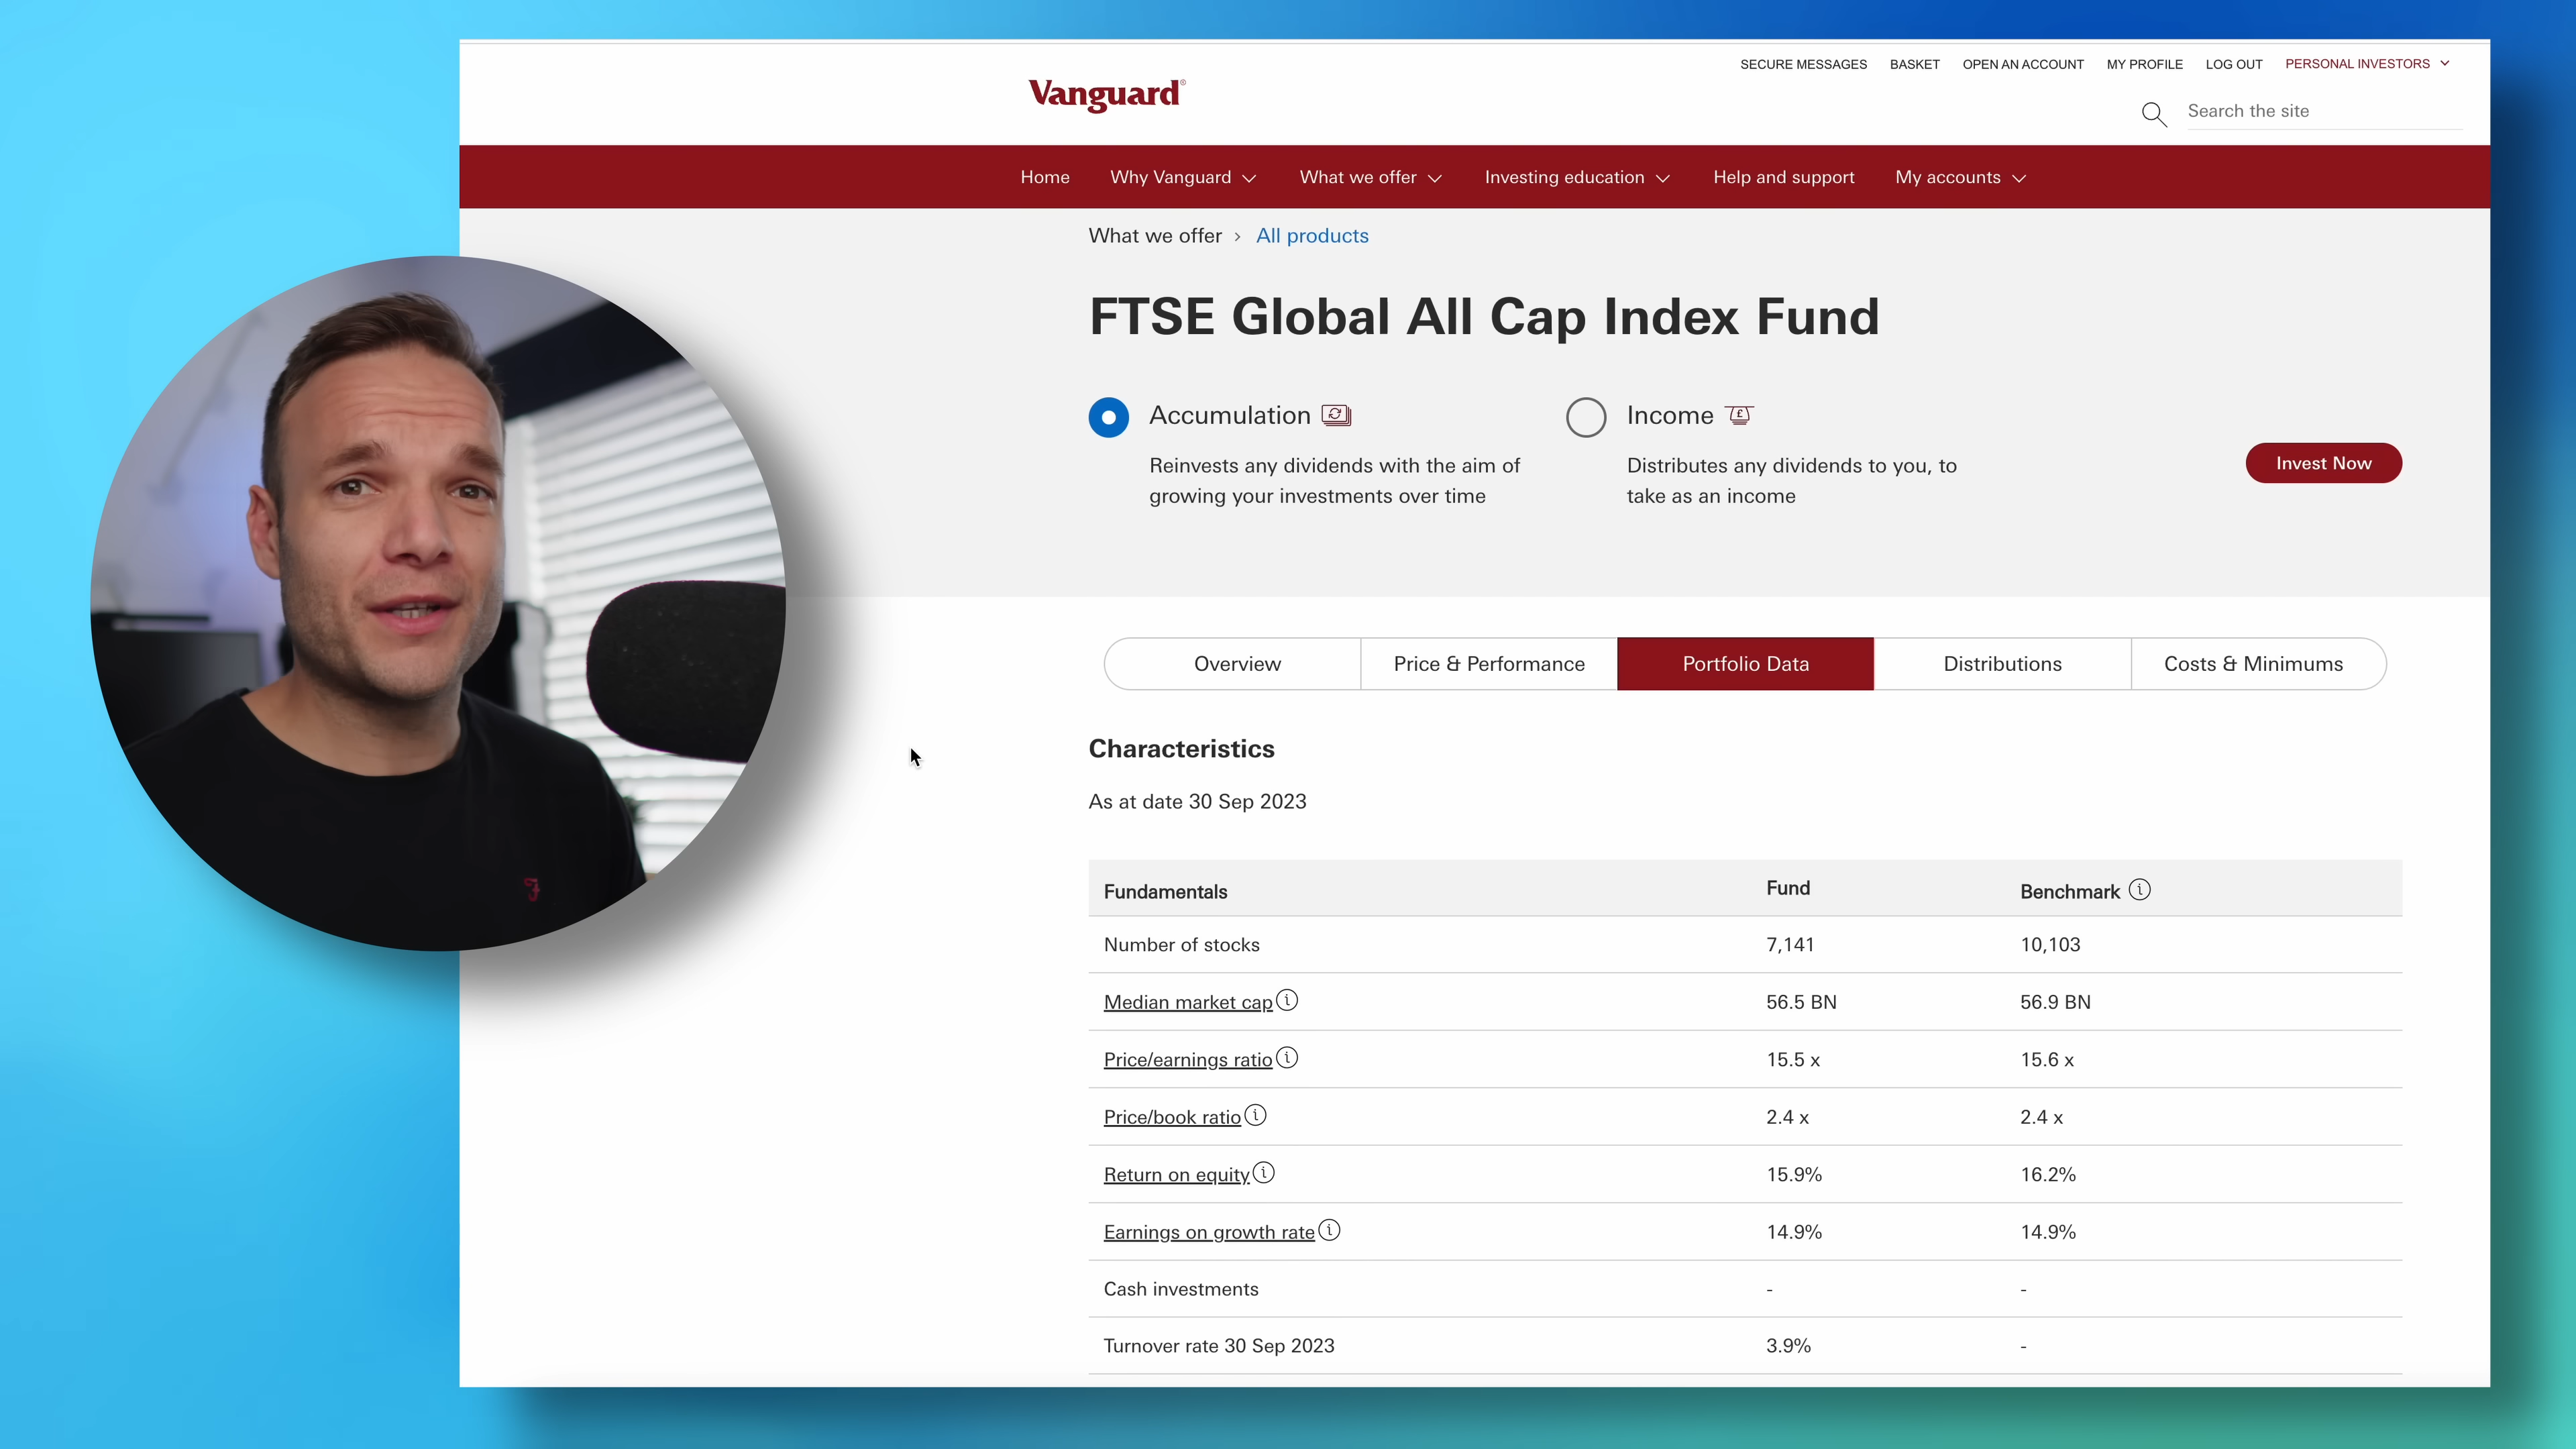 SECURE MESSAGES BASKET OPEN AN ACCOUNT MY PROFILE LOG OUT PERSONAL INVESTORS
Vanguard®
Search the site
Home Why Vanguard What we offer Investing education Help and support My accounts
What we offer > All products
FTSE Global All Cap Index Fund
Accumulation
Reinvests any dividends with the aim of
growing your investments over time
Income
Distributes any dividends to you, to
take as an income
Invest Now
Overview Price & Performance Portfolio Data Distributions Costs & Minimums
Characteristics
As at date 30 Sep 2023
Fundamentals Fund Benchmark
Number of stocks 7,141 10,103
Median market cap 56.5 BN 56.9 BN
Price/earnings ratio 15.5 x 15.6 x
Price/book ratio 2.4 x 2.4 x
Return on equity 15.9% 16.2%
Earnings on growth rate 14.9% 14.9%
Cash investments - -
Turnover rate 30 Sep 2023 3.9% -